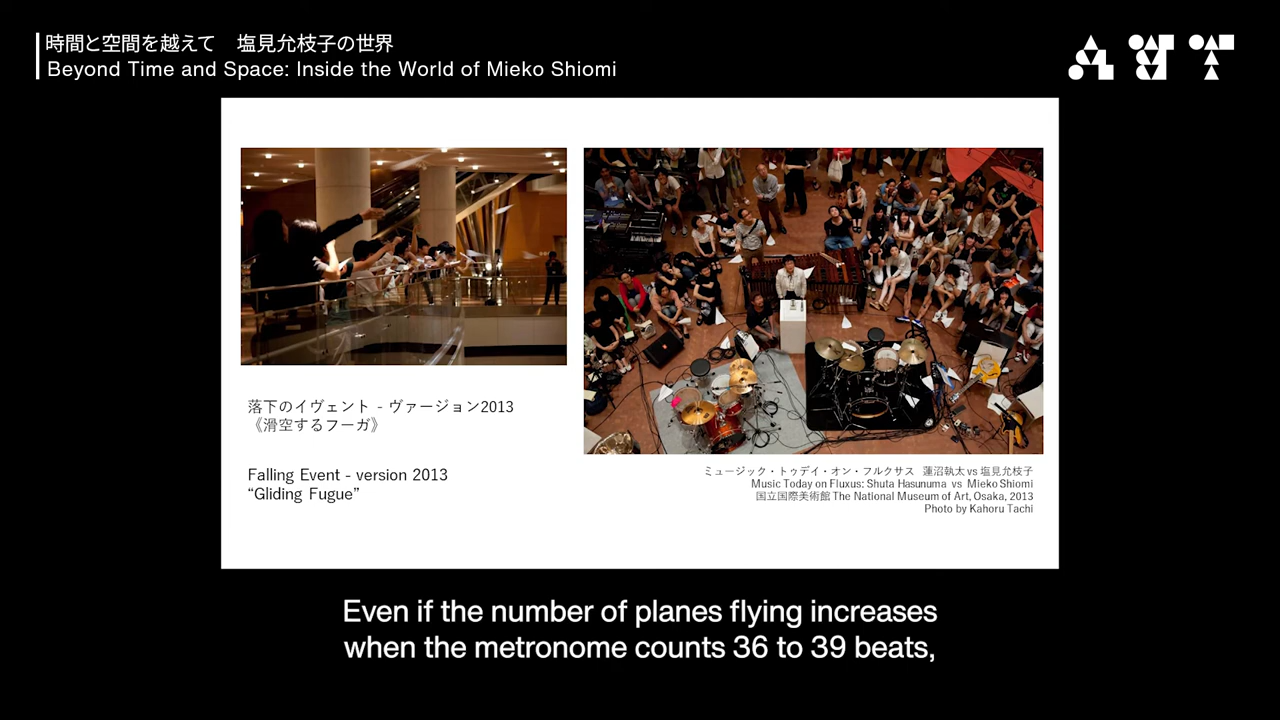 時間と空間を越えて　塩見允枝子の世界
Beyond Time and Space: Inside the World of Mieko Shiomi
ART
落下のイヴェント - ヴァージョン2013
《滑空するフーガ》
Falling Event - version 2013
“Gliding Fugue”
ミュージック・トゥデイ・オン・フルクサス　蓮沼執太 vs 塩見允枝子
Music Today on Fluxus: Shuta Hasunuma vs Mieko Shiomi
国立国際美術館 The National Museum of Art, Osaka, 2013
Photo by Kahoru Tachi
Even if the number of planes flying increases
when the metronome counts 36 to 39 beats,